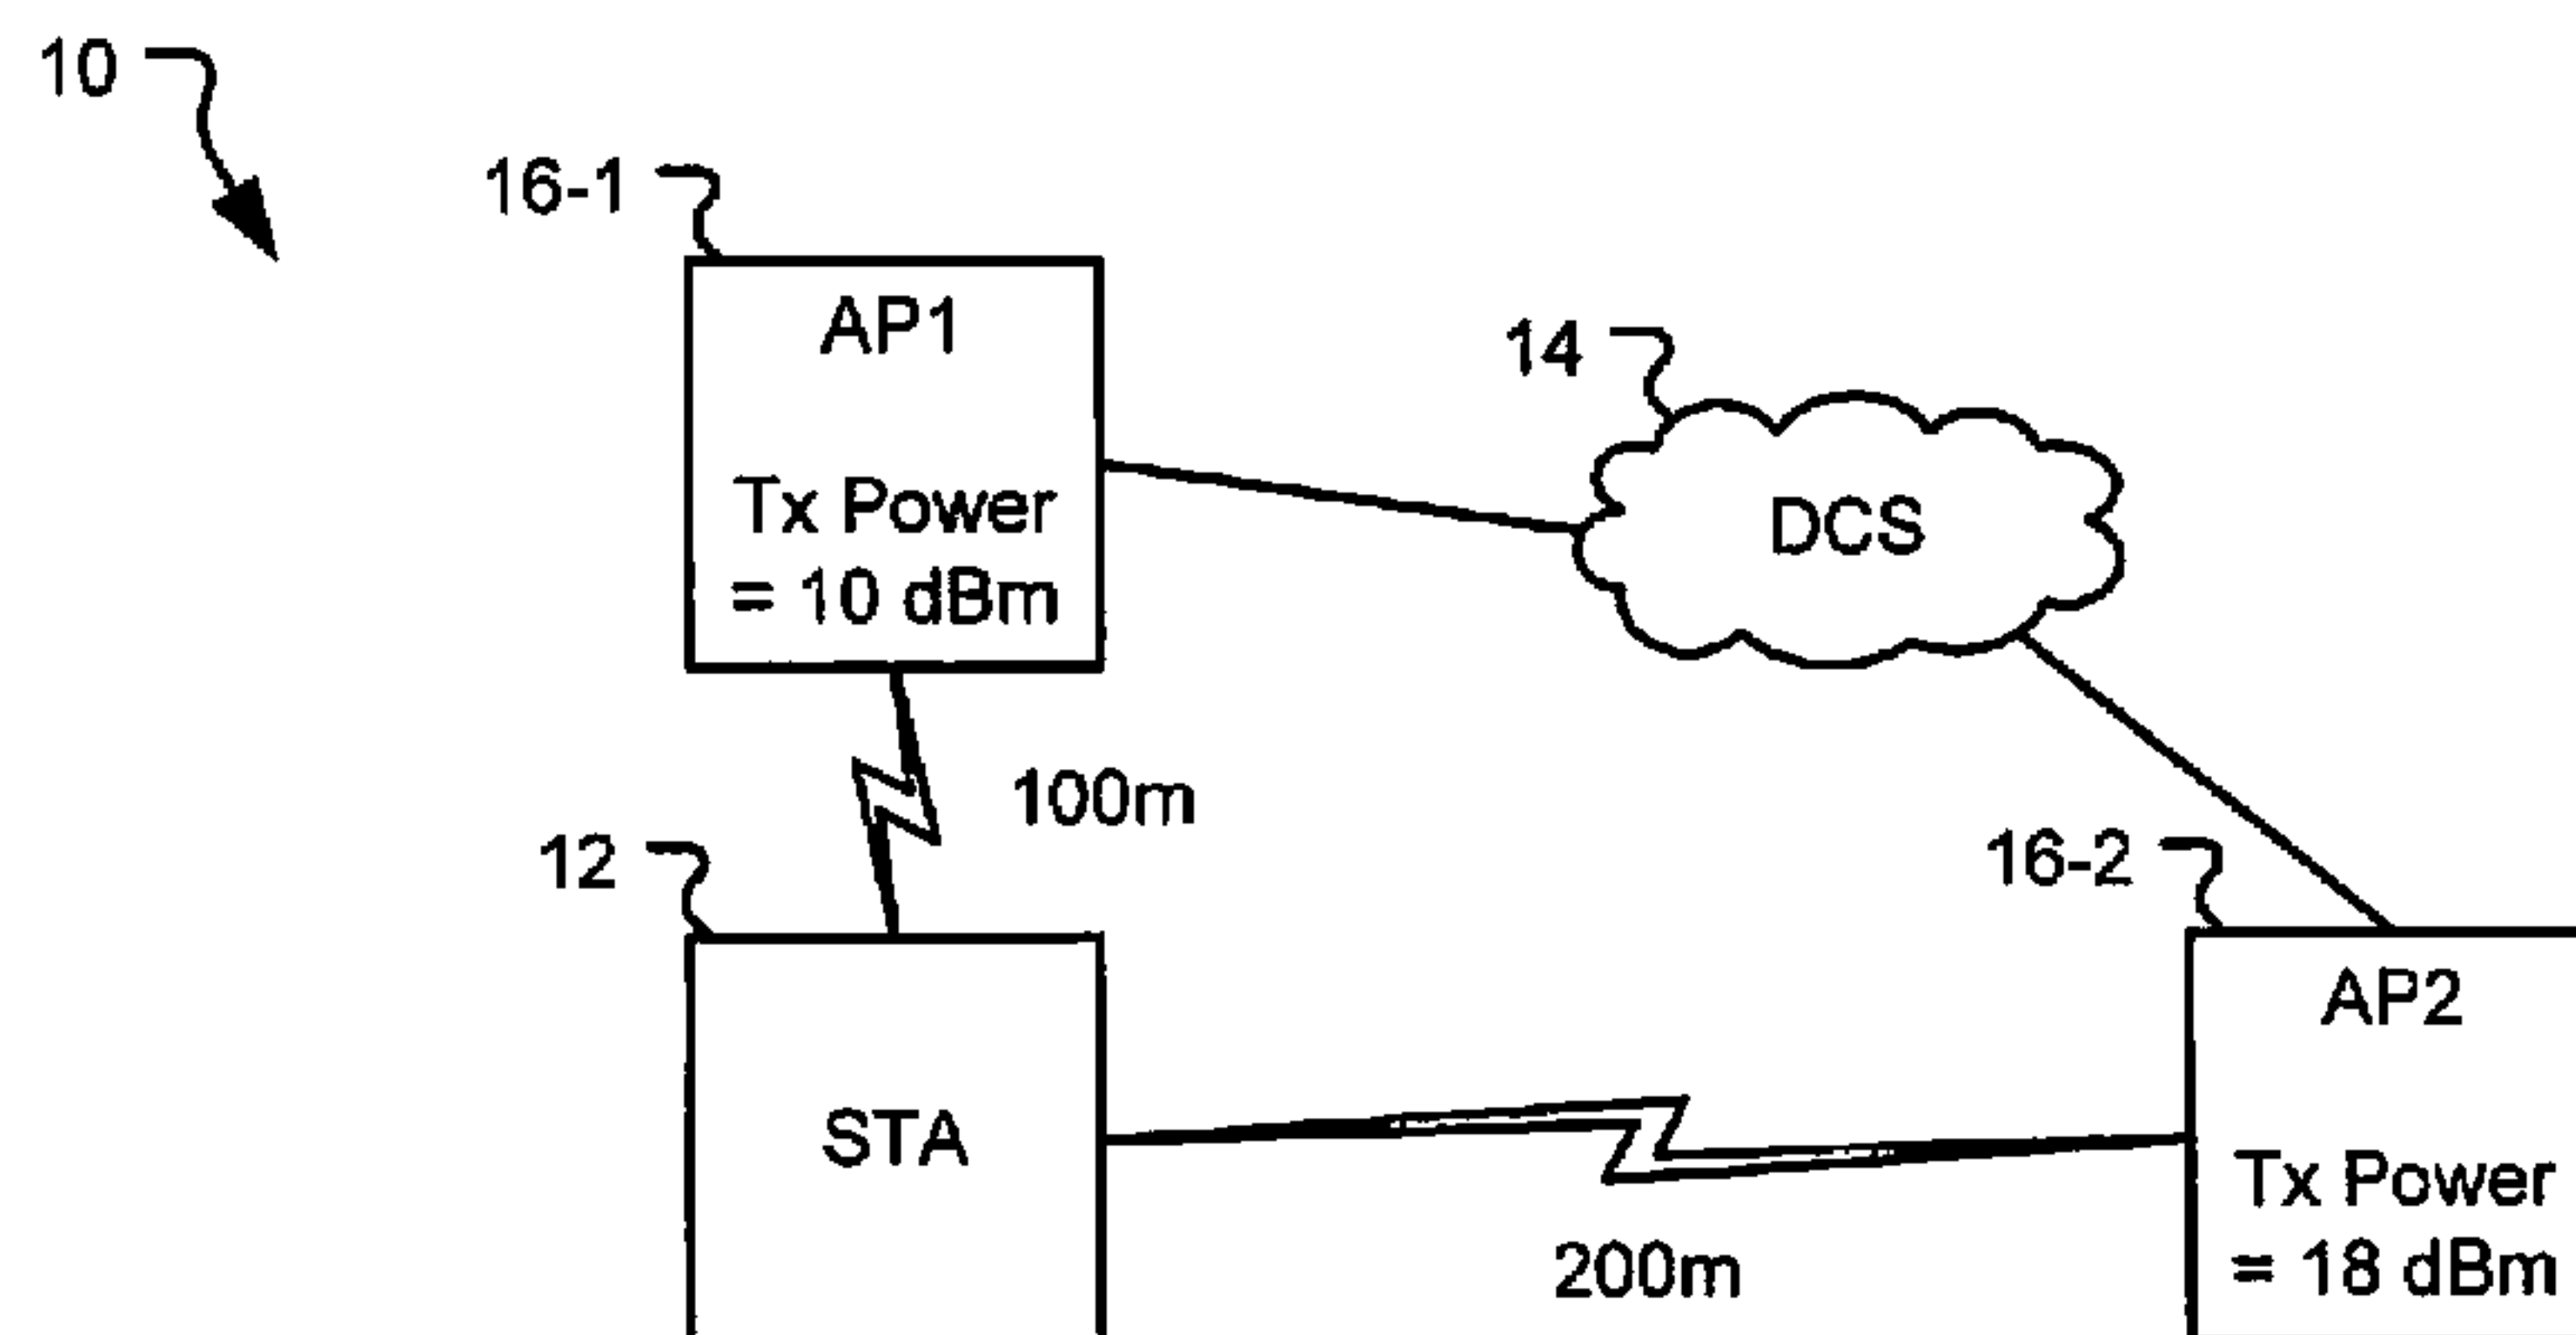 10
16-1
AP1
Tx Power
= 10 dBm
14
DCS
100m
12
STA
16-2
AP2
Tx Power
= 18 dBm
200m